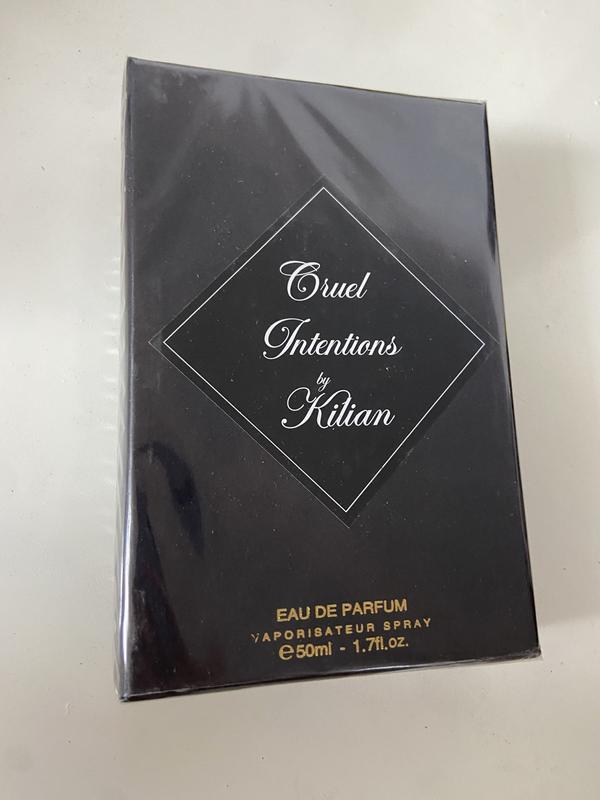 Cruel
Intentions
by
Kilian
EAU DE PARFUM
VAPORISATEUR SPRAY
℮50ml - 1.7fl.oz.